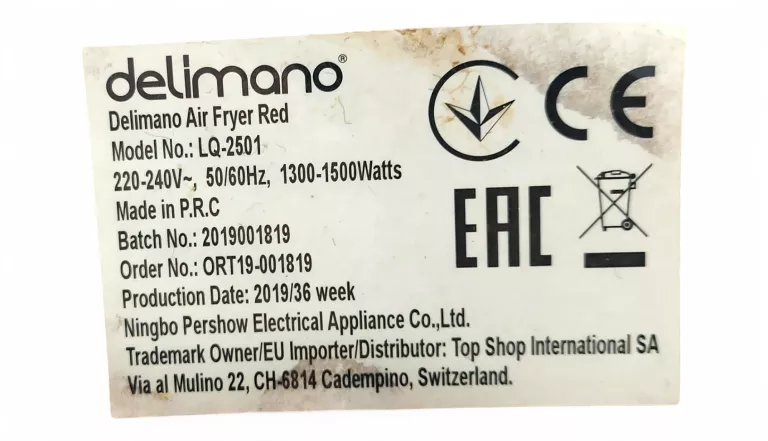 delimano®
Delimano Air Fryer Red
Model No.: LQ-2501
220-240V~, 50/60Hz, 1300-1500Watts
Made in P.R.C
Batch No.: 2019001819
Order No.: ORT19-001819
Production Date: 2019/36 week
Ningbo Pershow Electrical Appliance Co.,Ltd.
Trademark Owner/EU Importer/Distributor: Top Shop International SA
Via al Mulino 22, CH-6814 Cadempino, Switzerland.
CE
EAC